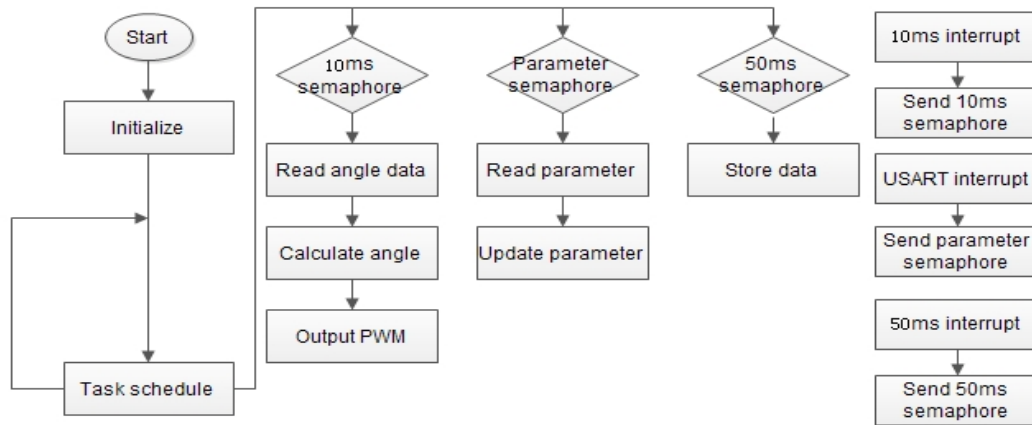 Start
Initialize
Task schedule
10ms
semaphore
Read angle data
Calculate angle
Output PWM
Parameter
semaphore
Read parameter
Update parameter
50ms
semaphore
Store data
10ms interrupt
Send 10ms
semaphore
USART interrupt
Send parameter
semaphore
50ms interrupt
Send 50ms
semaphore